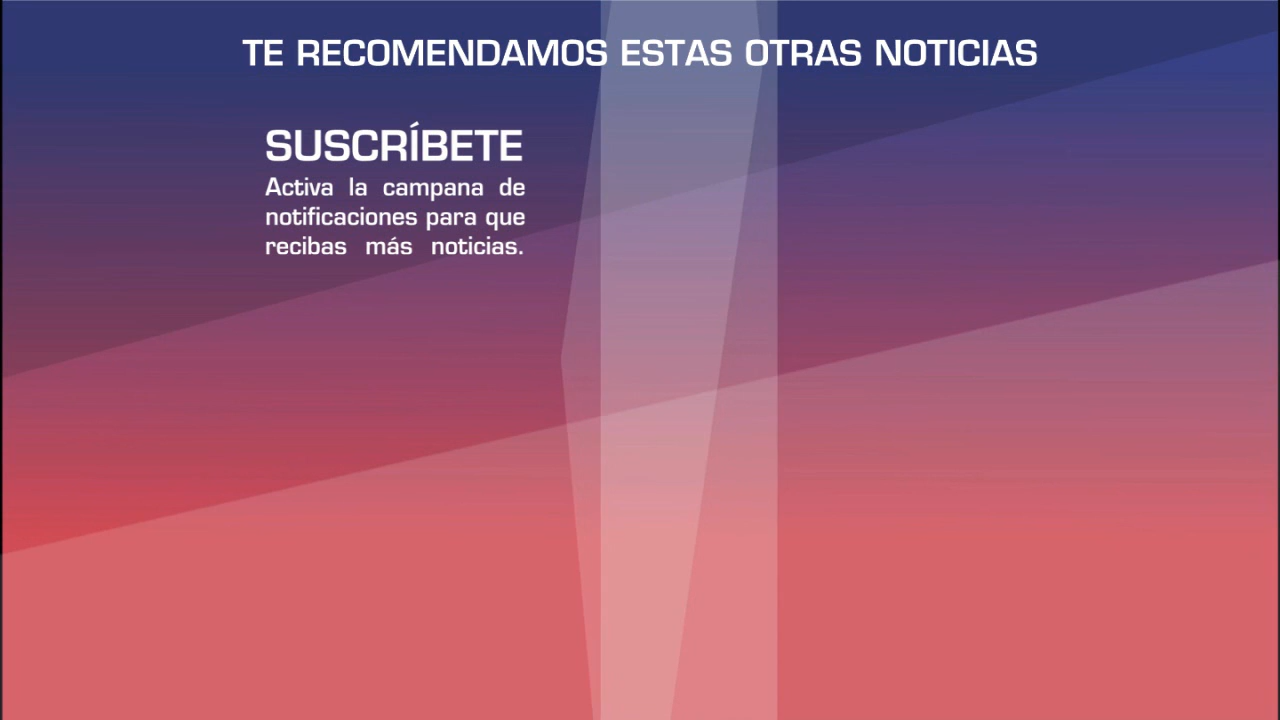 TE RECOMENDAMOS ESTAS OTRAS NOTICIAS
SUSCRÍBETE
Activa la campana de
notificaciones para que
recibas más noticias.